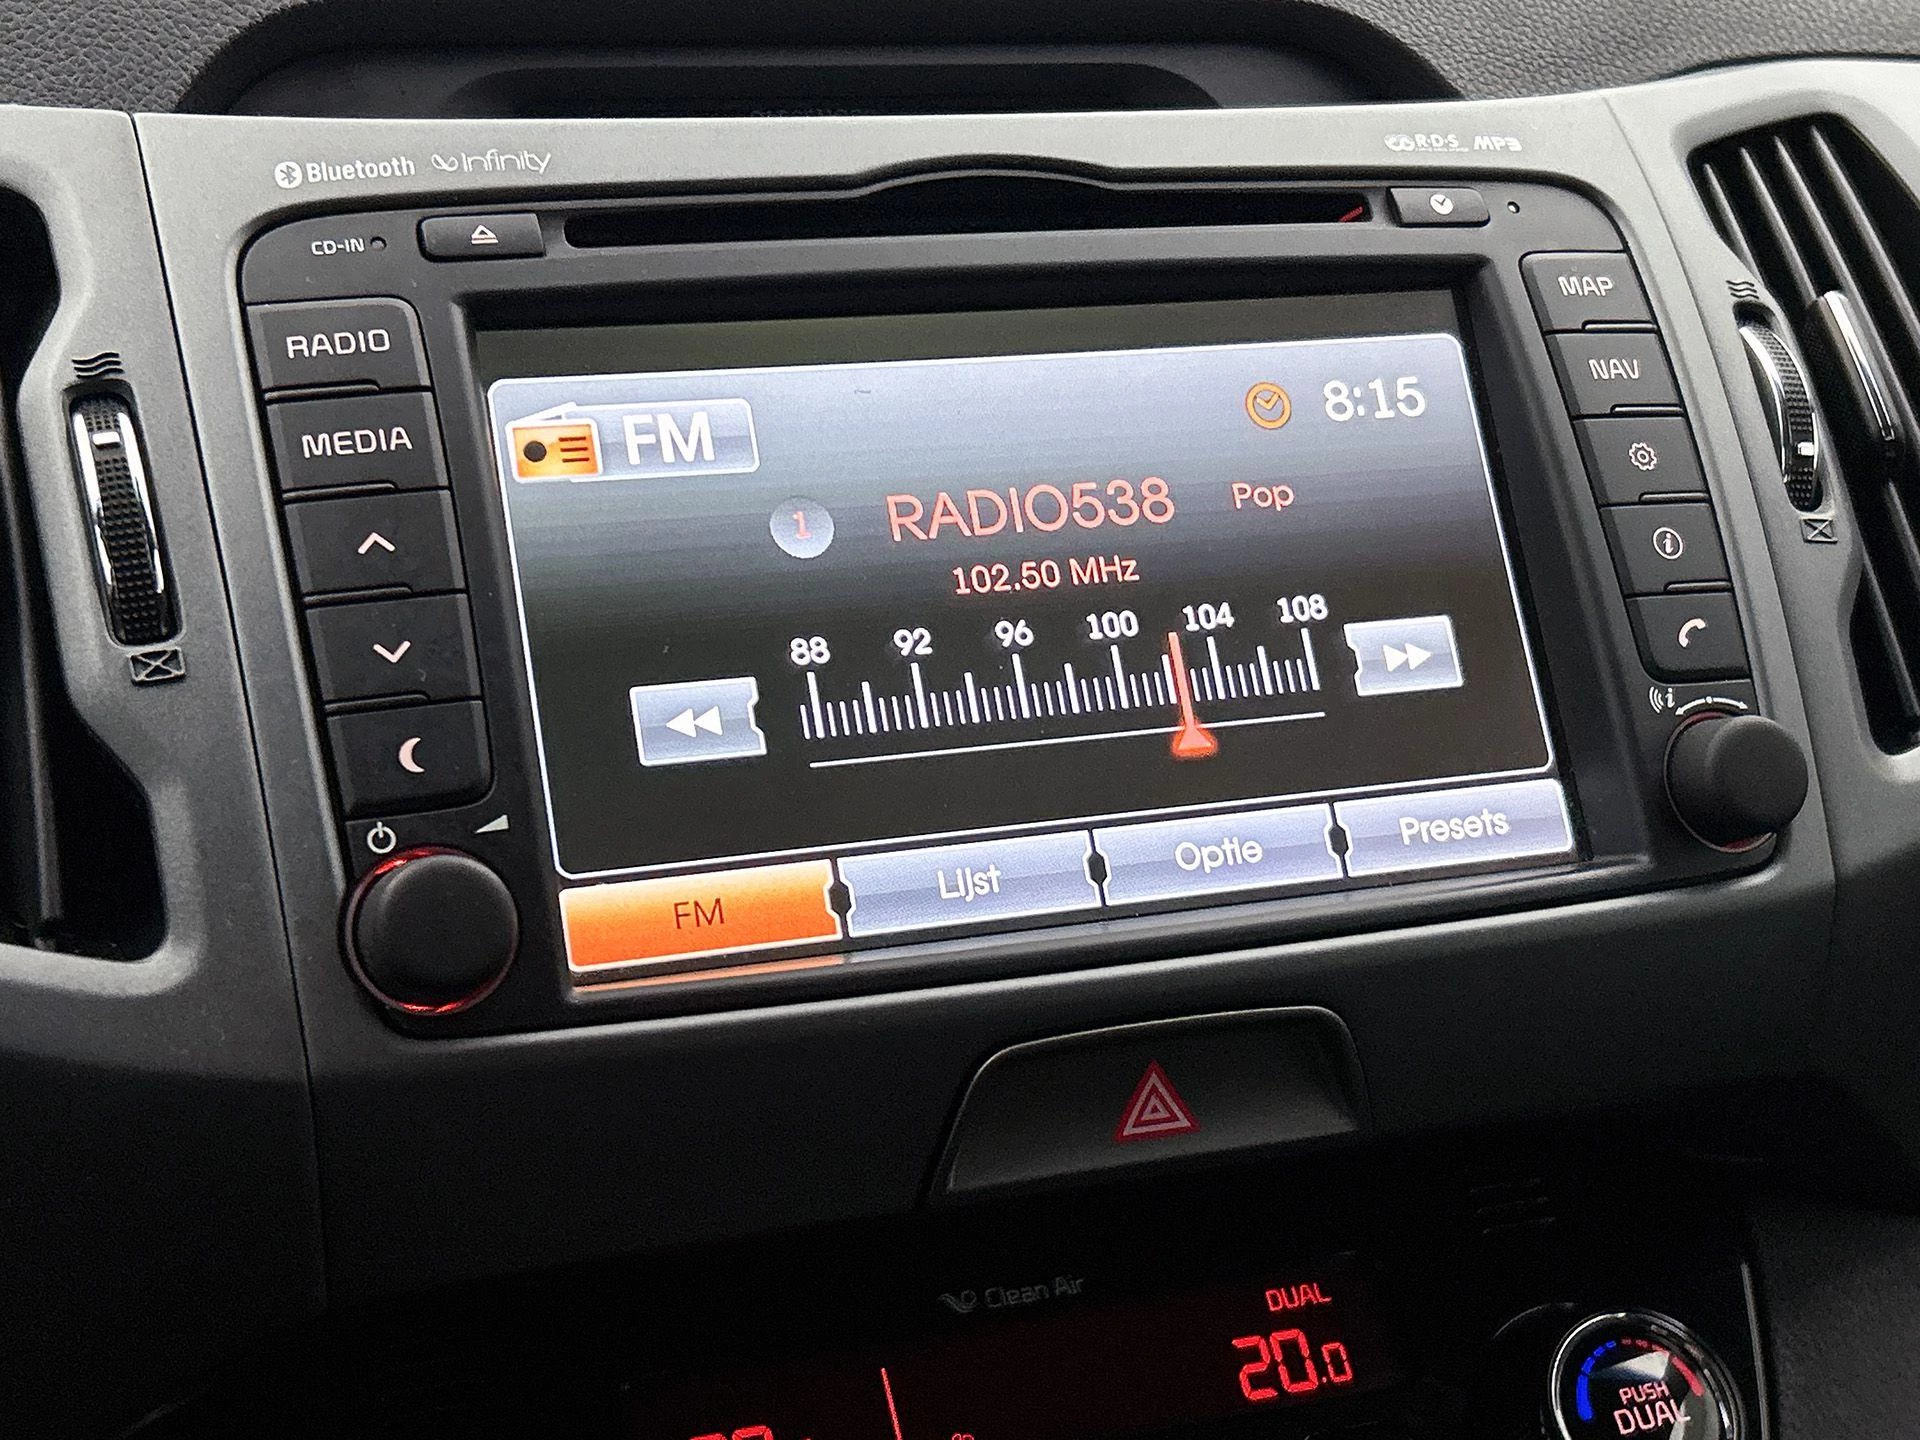 Bluetooth Infinity
R·D·S MP3
CD-IN
RADIO
MEDIA
MAP
NAV
FM
8:15
1 RADIO538 Pop
102.50 MHz
88 92 96 100 104 108
FM Lijst Optie Presets
Clean Air
DUAL
20.0
PUSH
DUAL